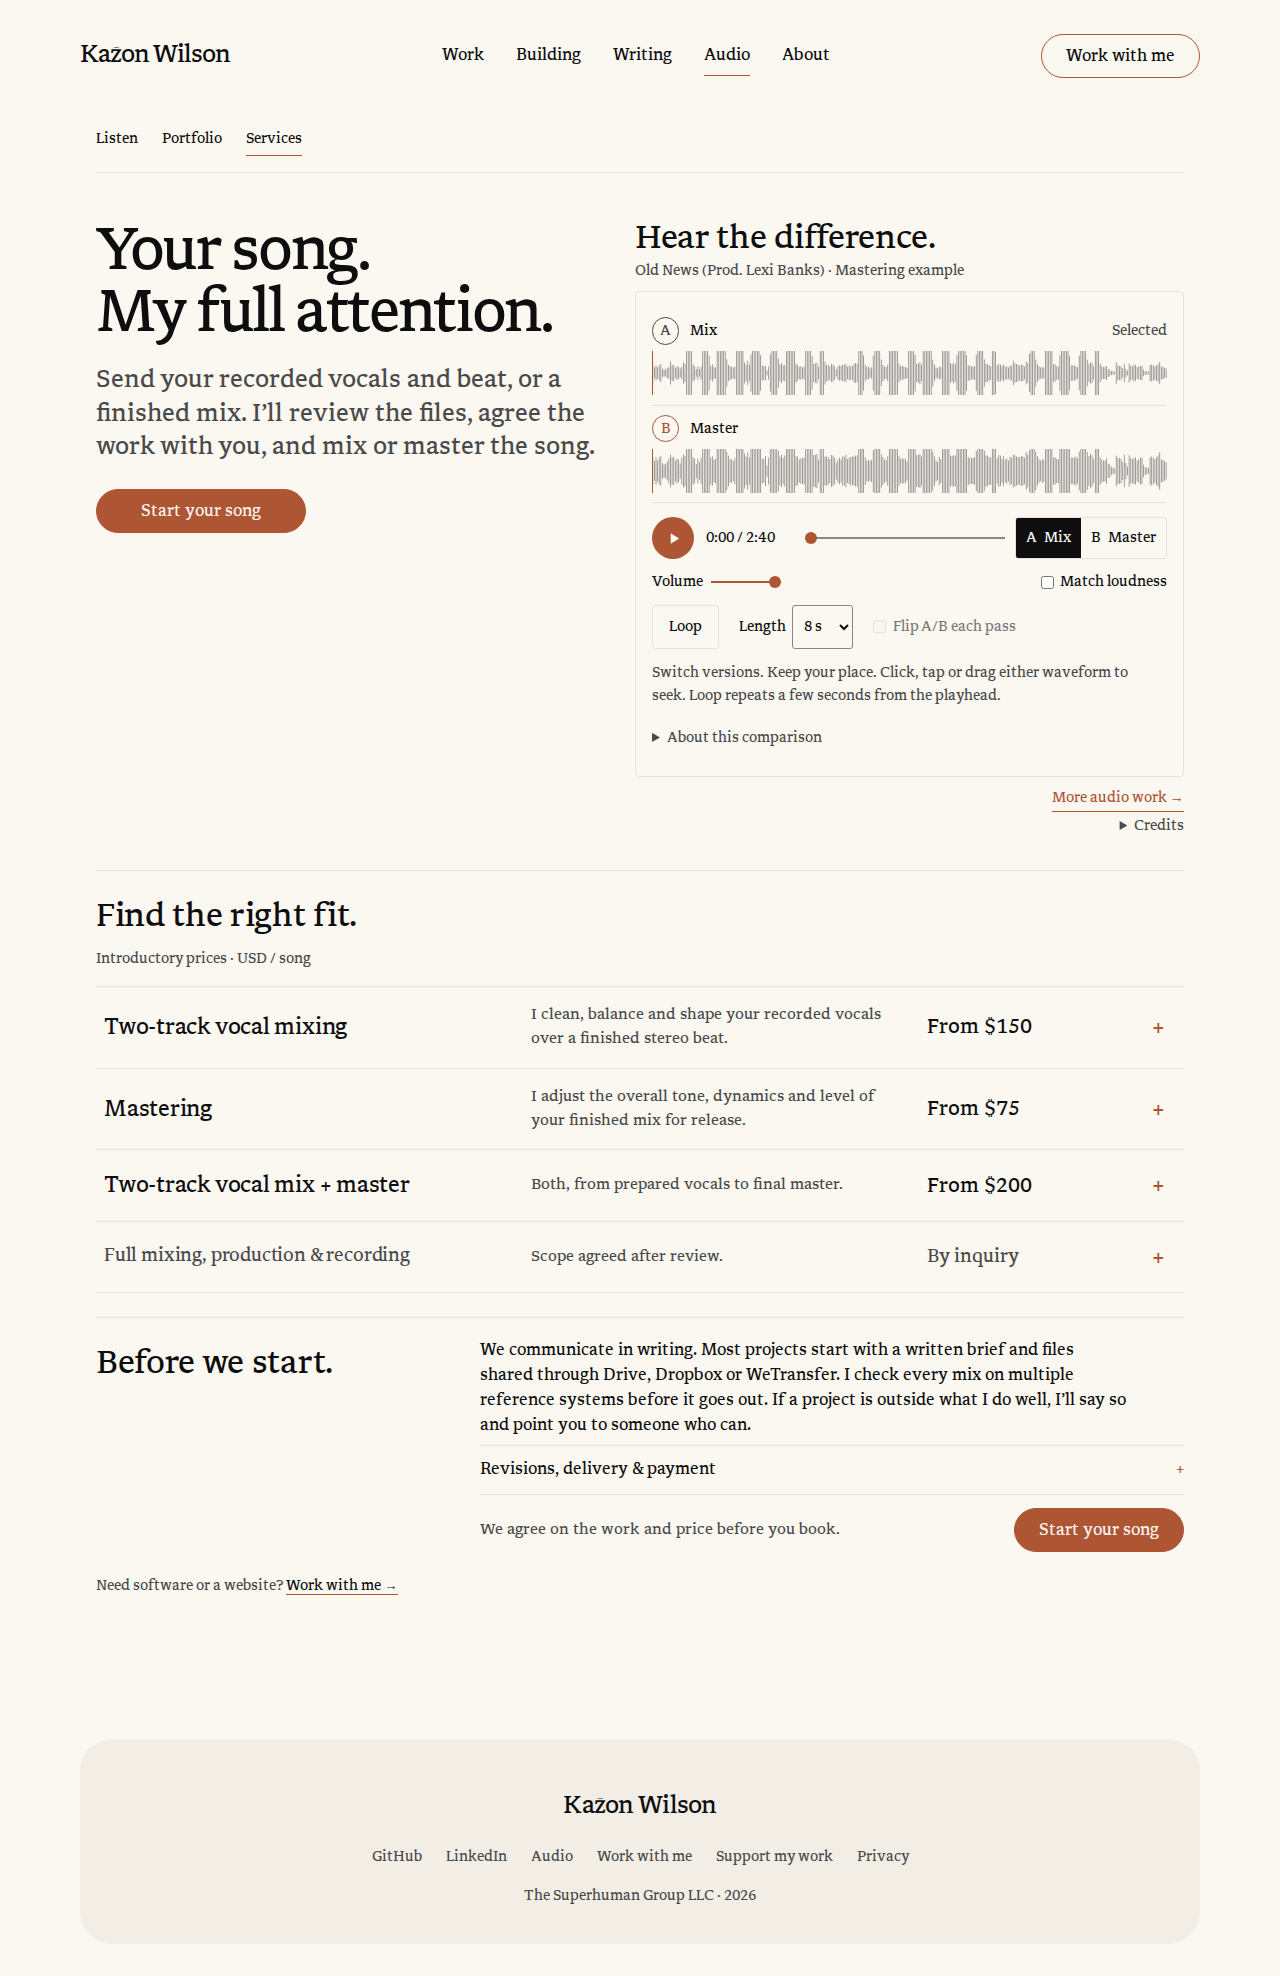 Każon Wilson
Work Building Writing Audio About
Work with me
Listen Portfolio Services
Your song.
My full attention.
Send your recorded vocals and beat, or a
finished mix. I’ll review the files, agree the
work with you, and mix or master the song.
Start your song
Hear the difference.
Old News (Prod. Lexi Banks) · Mastering example
A Mix Selected
B Master
0:00 / 2:40 A Mix B Master
Volume Match loudness
Loop Length 8 s Flip A/B each pass
Switch versions. Keep your place. Click, tap or drag either waveform to
seek. Loop repeats a few seconds from the playhead.
▶ About this comparison
More audio work →
▶ Credits
Find the right fit.
Introductory prices · USD / song
Two-track vocal mixing
I clean, balance and shape your recorded vocals
over a finished stereo beat.
From $150 +
Mastering
I adjust the overall tone, dynamics and level of
your finished mix for release.
From $75 +
Two-track vocal mix + master Both, from prepared vocals to final master. From $200 +
Full mixing, production & recording Scope agreed after review. By inquiry +
Before we start.
We communicate in writing. Most projects start with a written brief and files
shared through Drive, Dropbox or WeTransfer. I check every mix on multiple
reference systems before it goes out. If a project is outside what I do well, I’ll say so
and point you to someone who can.
Revisions, delivery & payment +
We agree on the work and price before you book. Start your song
Need software or a website? Work with me →
Każon Wilson
GitHub LinkedIn Audio Work with me Support my work Privacy
The Superhuman Group LLC · 2026